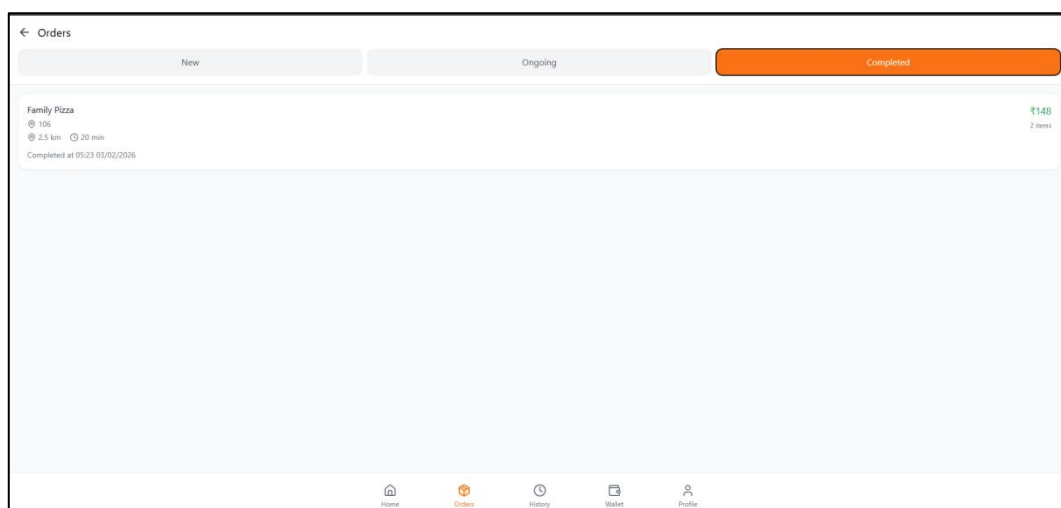 Orders
New
Ongoing
Completed
Family Pizza
₹148
106
2 items
2.5 km 20 min
Completed at 05:23 03/02/2026
Home
Orders
History
Wallet
Profile